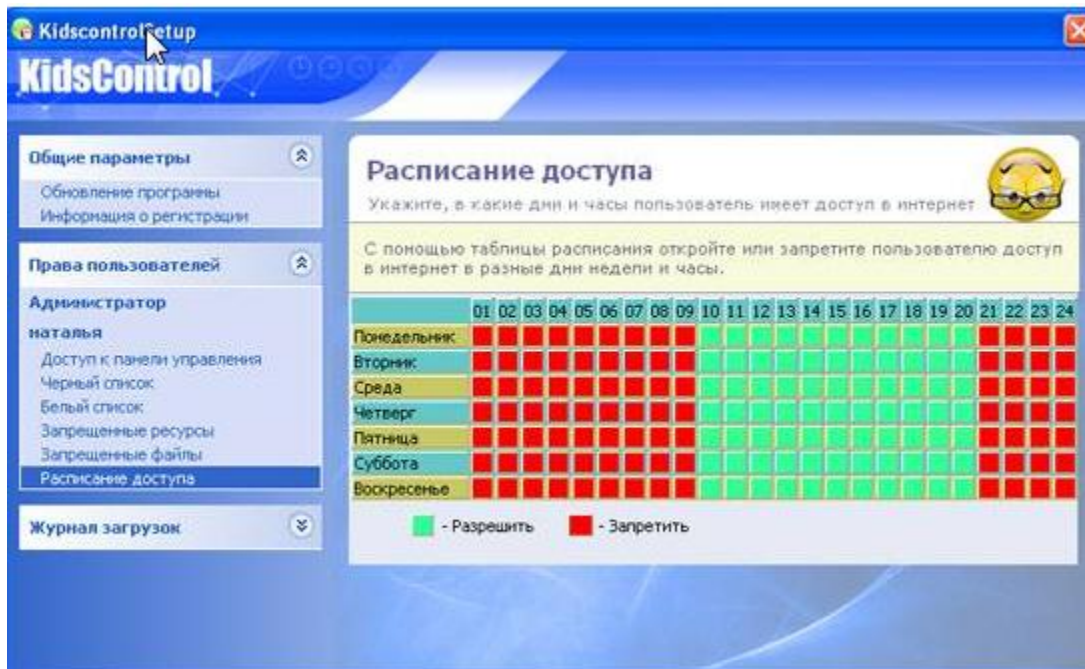 KidscontrolSetup
KidsControl
Общие параметры
Обновление программы
Информация о регистрации
Права пользователей
Администратор
наталья
Доступ к панели управления
Черный список
Белый список
Запрещенные ресурсы
Запрещенные файлы
Расписание доступа
Журнал загрузок
Расписание доступа
Укажите, в какие дни и часы пользователь имеет доступ в интернет
С помощью таблицы расписания откройте или запретите пользователю доступ
в интернет в разные дни недели и часы.
01 02 03 04 05 06 07 08 09 10 11 12 13 14 15 16 17 18 19 20 21 22 23 24
Понедельник
Вторник
Среда
Четверг
Пятница
Суббота
Воскресенье
- Разрешить - Запретить